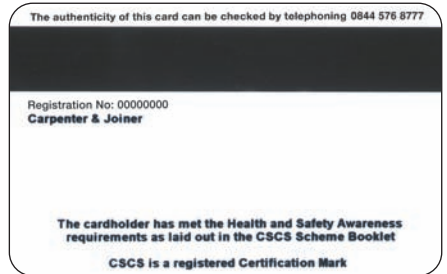 The authenticity of this card can be checked by telephoning 0844 576 8777
Registration No: 00000000
Carpenter & Joiner
The cardholder has met the Health and Safety Awareness
requirements as laid out in the CSCS Scheme Booklet
CSCS is a registered Certification Mark